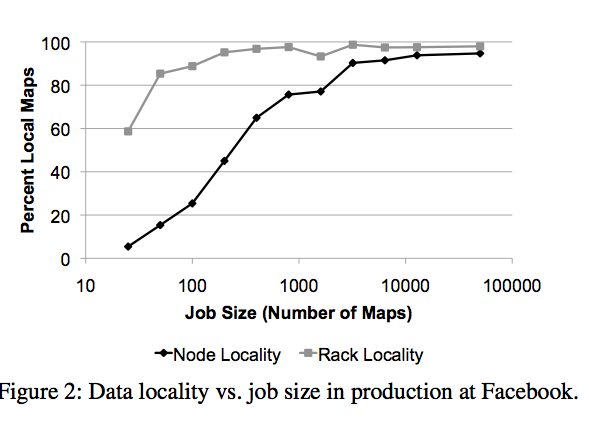 100
80
60
40
20
0
Percent Local Maps
10 100 1000 10000 100000
Job Size (Number of Maps)
Node Locality Rack Locality
Figure 2: Data locality vs. job size in production at Facebook.